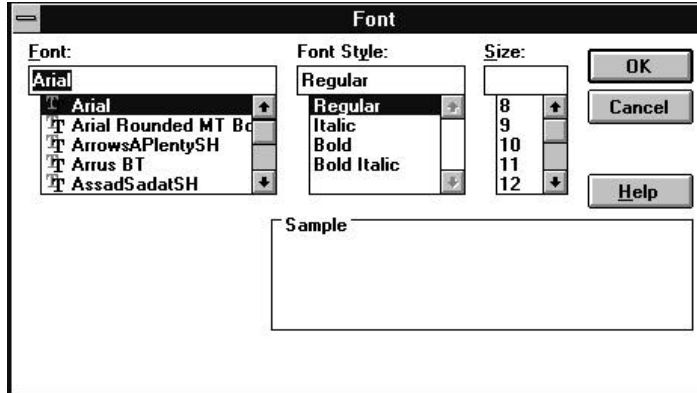 Font
Font:
Font Style:
Size:
OK
Arial
Regular
Arial
Regular
8
Cancel
Arial Rounded MT Bo
Italic
9
ArrowsAPlentySH
Bold
10
Arrus BT
Bold Italic
11
AssadSadatSH
12
Help
Sample